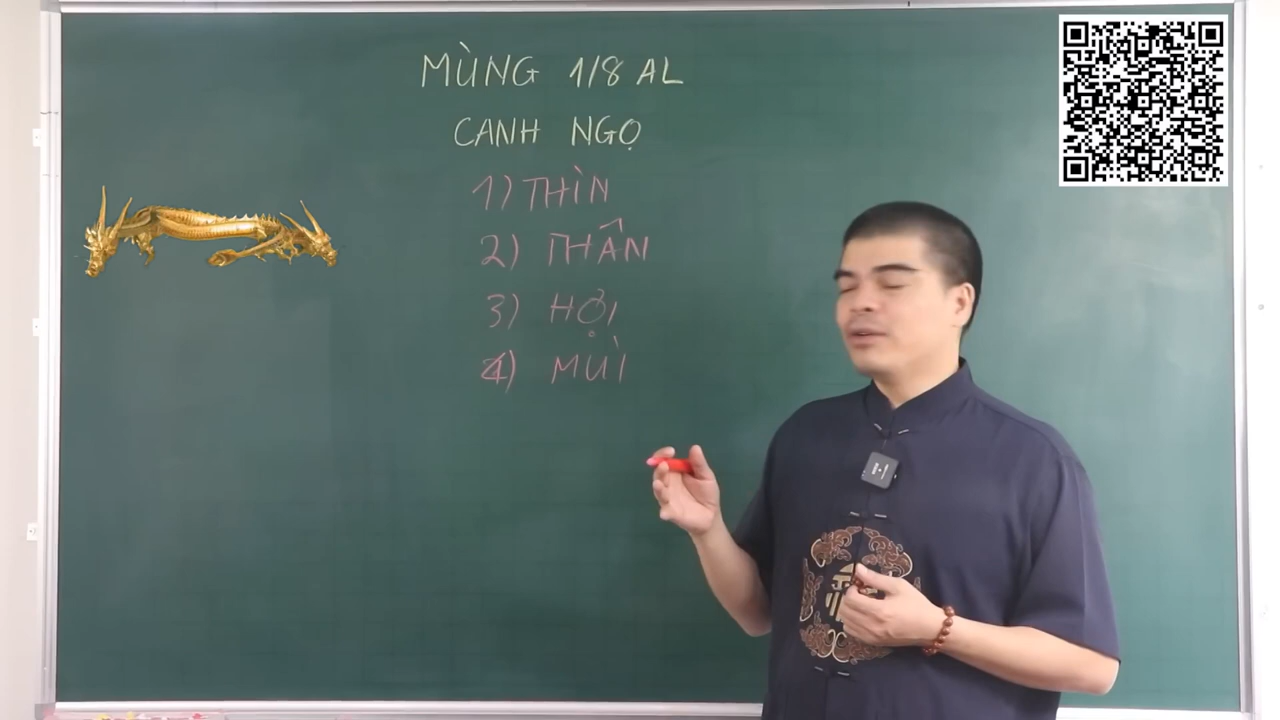 MÙNG 1/8 AL
CANH NGỌ
1) THÌN
2) THÂN
3) HỢI
4) MÙI